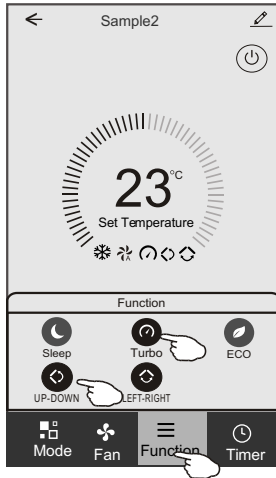 Sample2
23°C
Set Temperature
A
Function
Sleep Turbo ECO
UP-DOWN LEFT-RIGHT
Mode Fan Function Timer